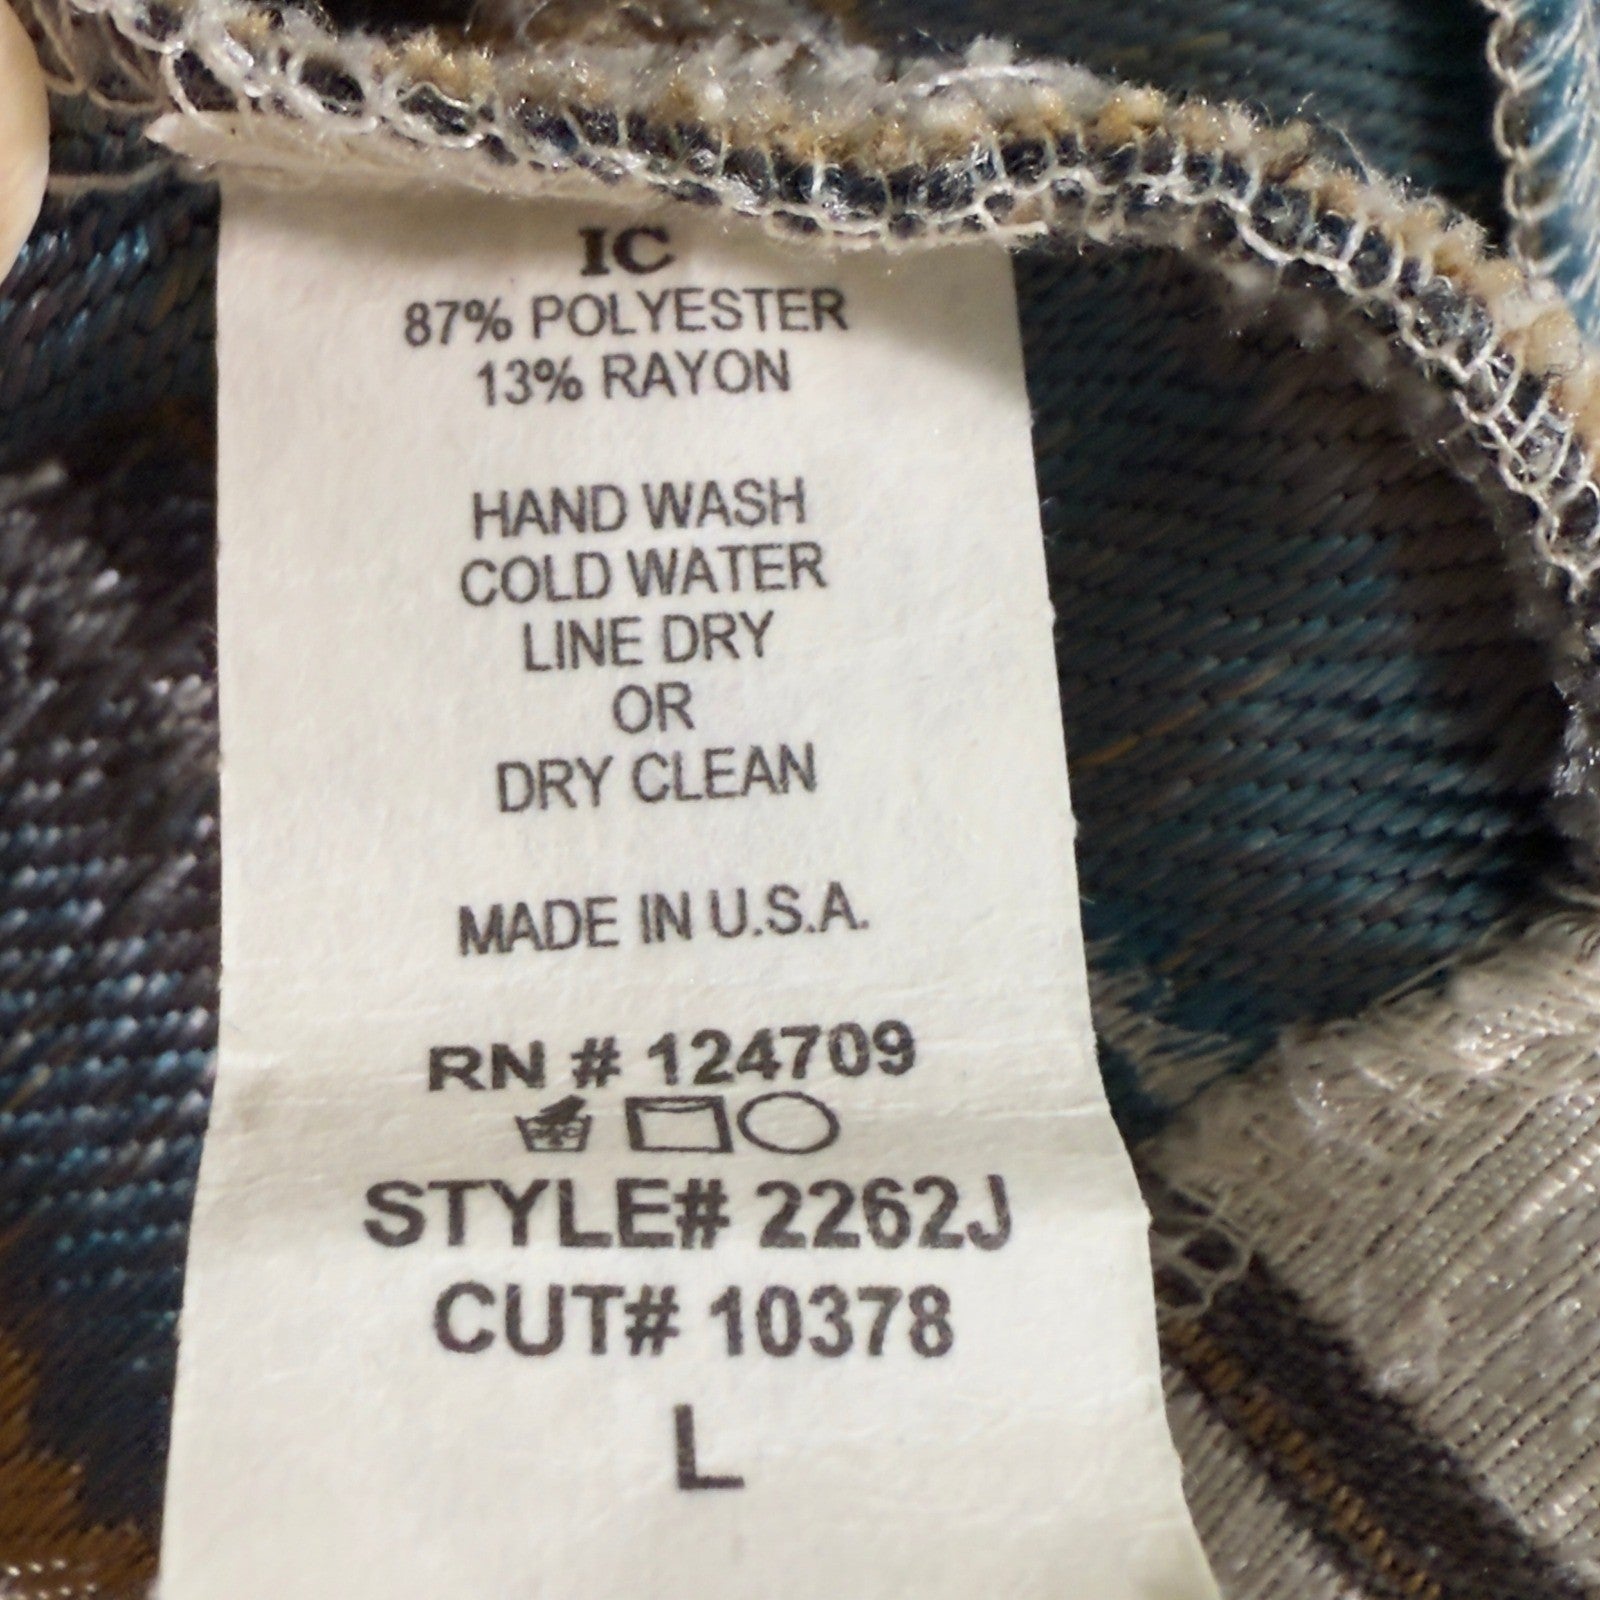 IC
87% POLYESTER
13% RAYON
HAND WASH
COLD WATER
LINE DRY
OR
DRY CLEAN
MADE IN U.S.A.
RN # 124709
STYLE# 2262J
CUT# 10378
L